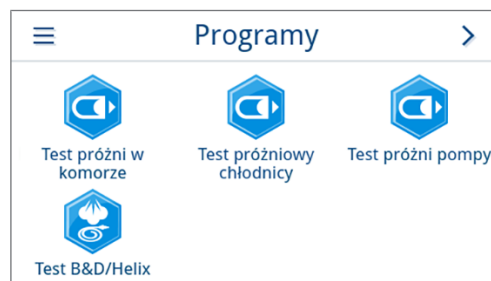 Programy
Test próżni w
komorze
Test próżniowy
chłodnicy
Test próżni pompy
Test B&D/Helix